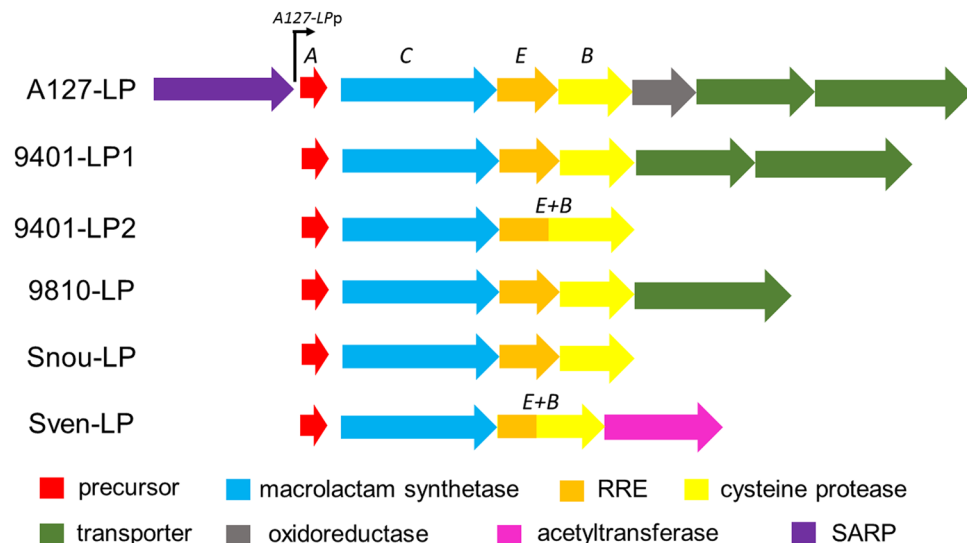 A127-LPp
A C E B
A127-LP
9401-LP1
E+B
9401-LP2
9810-LP
Snou-LP
E+B
Sven-LP
precursor macrolactam synthetase RRE cysteine protease
transporter oxidoreductase acetyltransferase SARP